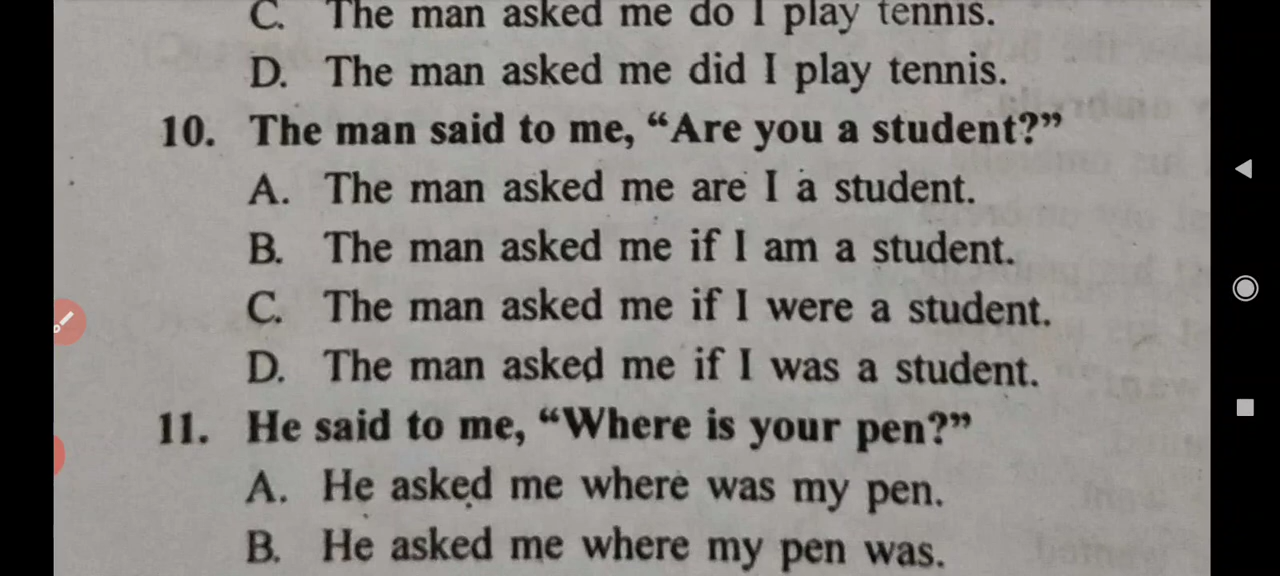 C. The man asked me do I play tennis.
D. The man asked me did I play tennis.
10. The man said to me, “Are you a student?”
A. The man asked me are I a student.
B. The man asked me if I am a student.
C. The man asked me if I were a student.
D. The man asked me if I was a student.
11. He said to me, “Where is your pen?”
A. He asked me where was my pen.
B. He asked me where my pen was.